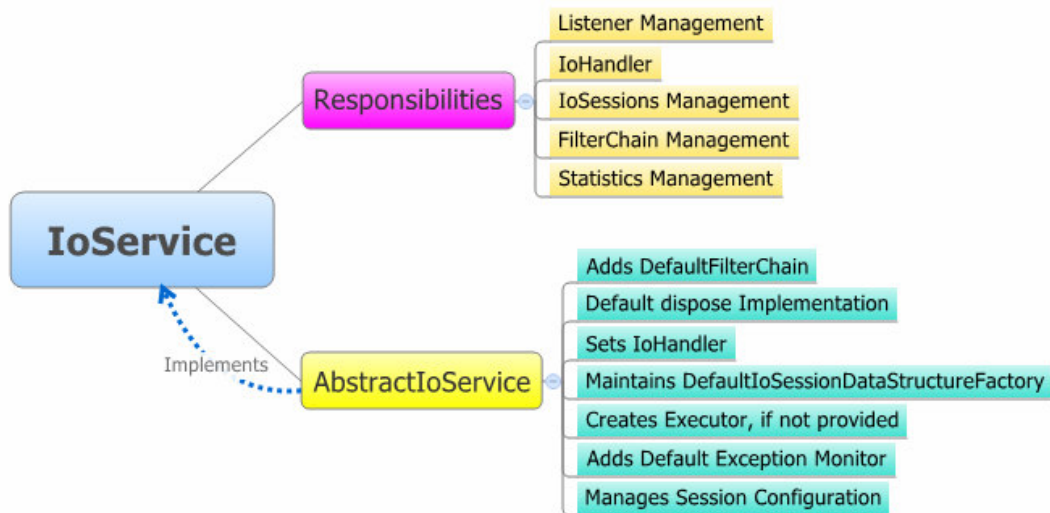 Listener Management
IoHandler
Responsibilities
IoSessions Management
FilterChain Management
Statistics Management
IoService
Adds DefaultFilterChain
Default dispose Implementation
Sets IoHandler
Implements
AbstractIoService
Maintains DefaultIoSessionDataStructureFactory
Creates Executor, if not provided
Adds Default Exception Monitor
Manages Session Configuration